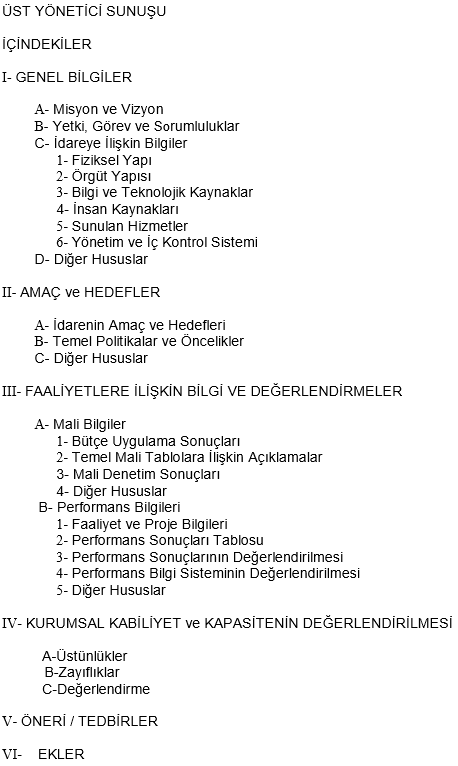 ÜST YÖNETİCİ SUNUŞU
İÇİNDEKİLER
I- GENEL BİLGİLER
A- Misyon ve Vizyon
B- Yetki, Görev ve Sorumluluklar
C- İdareye İlişkin Bilgiler
1- Fiziksel Yapı
2- Örgüt Yapısı
3- Bilgi ve Teknolojik Kaynaklar
4- İnsan Kaynakları
5- Sunulan Hizmetler
6- Yönetim ve İç Kontrol Sistemi
D- Diğer Hususlar
II- AMAÇ ve HEDEFLER
A- İdarenin Amaç ve Hedefleri
B- Temel Politikalar ve Öncelikler
C- Diğer Hususlar
III- FAALİYETLERE İLİŞKİN BİLGİ VE DEĞERLENDİRMELER
A- Mali Bilgiler
1- Bütçe Uygulama Sonuçları
2- Temel Mali Tablolara İlişkin Açıklamalar
3- Mali Denetim Sonuçları
4- Diğer Hususlar
B- Performans Bilgileri
1- Faaliyet ve Proje Bilgileri
2- Performans Sonuçları Tablosu
3- Performans Sonuçlarının Değerlendirilmesi
4- Performans Bilgi Sisteminin Değerlendirilmesi
5- Diğer Hususlar
IV- KURUMSAL KABİLİYET ve KAPASİTENİN DEĞERLENDİRİLMESİ
A-Üstünlükler
B-Zayıflıklar
C-Değerlendirme
V- ÖNERİ / TEDBİRLER
VI- EKLER